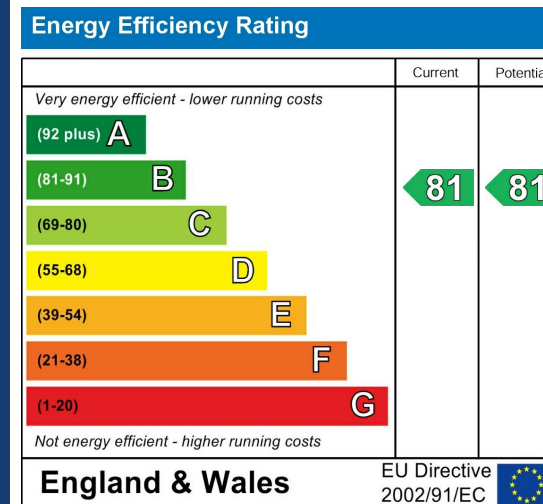 Energy Efficiency Rating
Current Potentia
Very energy efficient - lower running costs
(92 plus) A
(81-91) B 81 81
(69-80) C
(55-68) D
(39-54) E
(21-38) F
(1-20) G
Not energy efficient - higher running costs
England & Wales
EU Directive
2002/91/EC